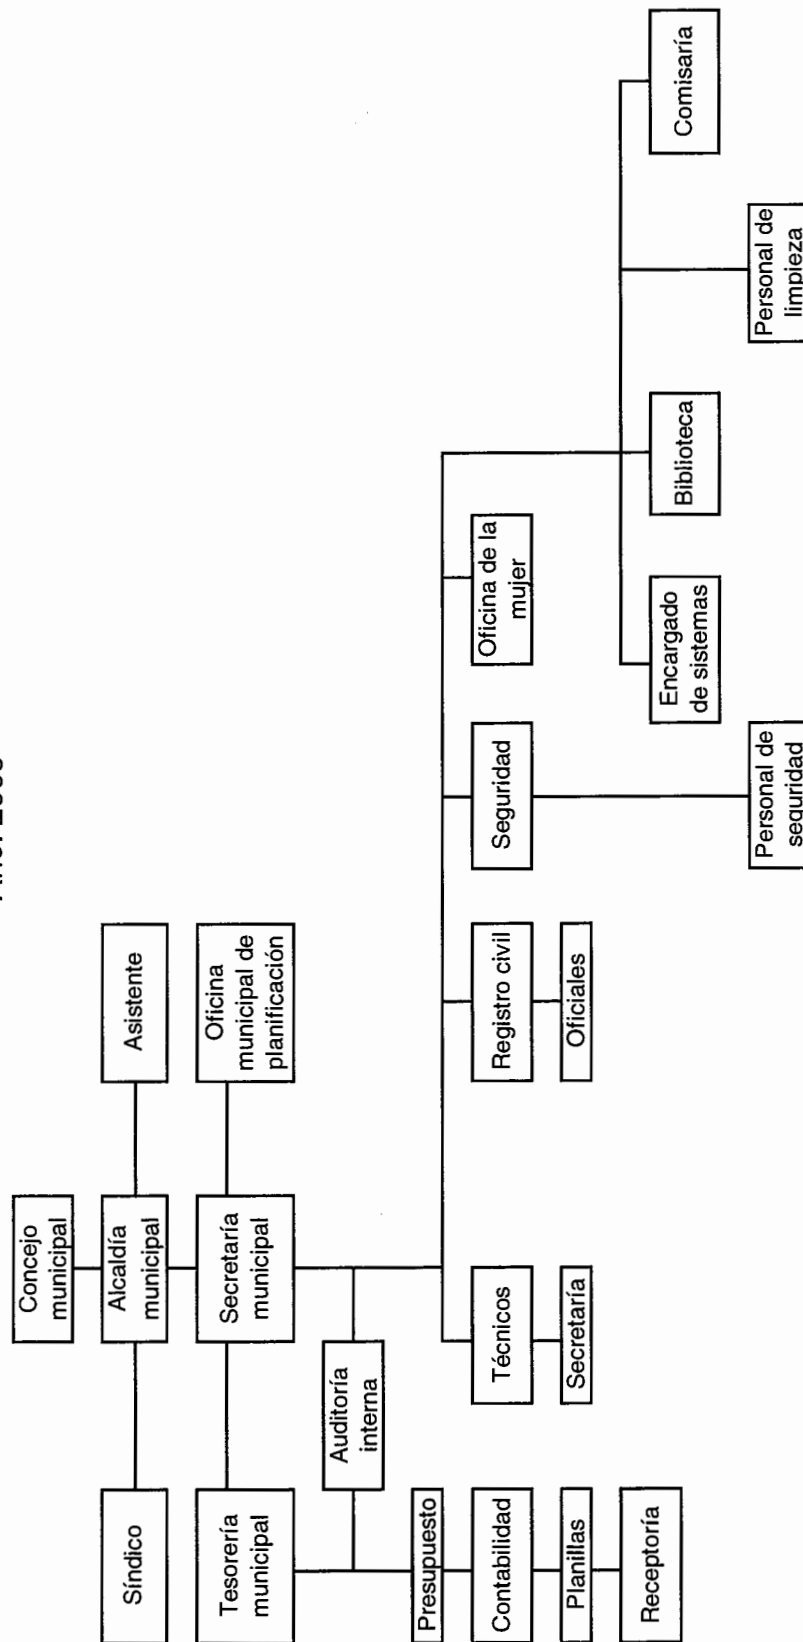 Concejo
municipal
Síndico
Alcaldía
municipal
Asistente
Tesorería
municipal
Secretaría
municipal
Oficina
municipal de
planificación
Auditoría
interna
Presupuesto
Contabilidad
Planillas
Receptoría
Técnicos
Secretaría
Registro civil
Oficiales
Seguridad
Oficina de la
mujer
Encargado
de sistemas
Biblioteca
Comisaría
Personal de
seguridad
Personal de
limpieza